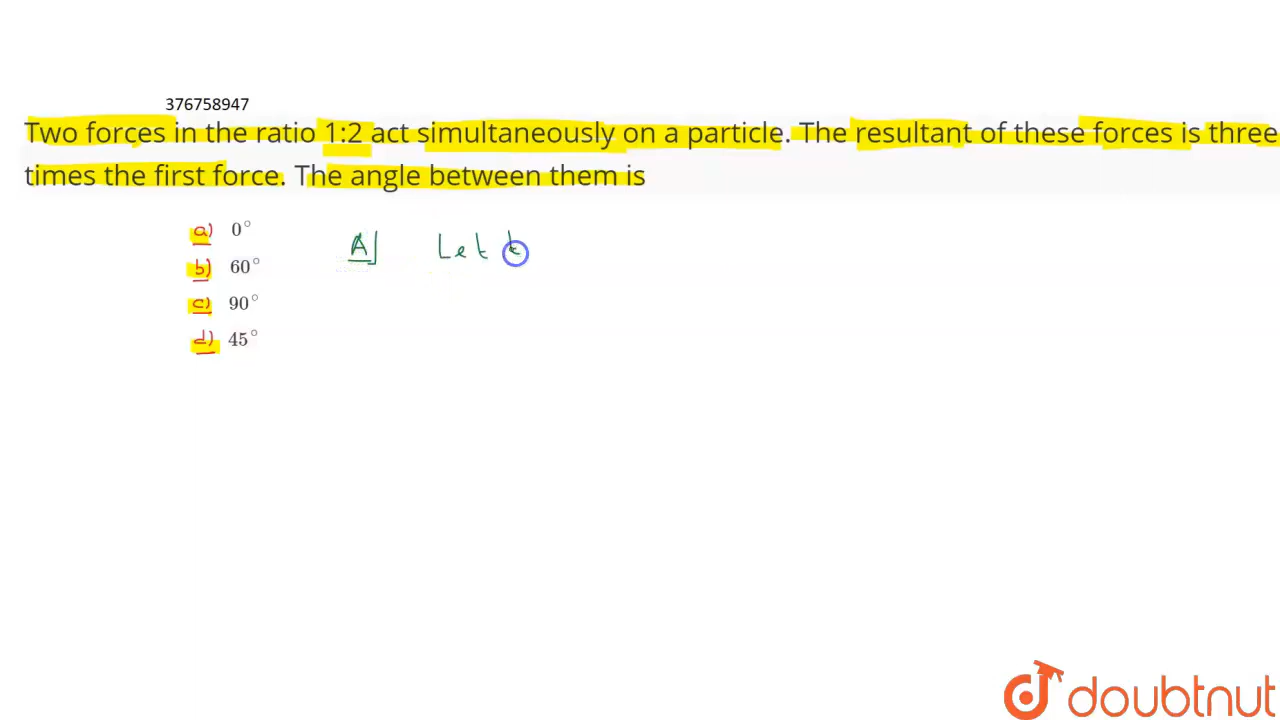 376758947
Two forces in the ratio 1:2 act simultaneously on a particle. The resultant of these forces is three
times the first force. The angle between them is
a) 0°
b) 60°
c) 90°
d) 45°
A] Let t
doubtnut